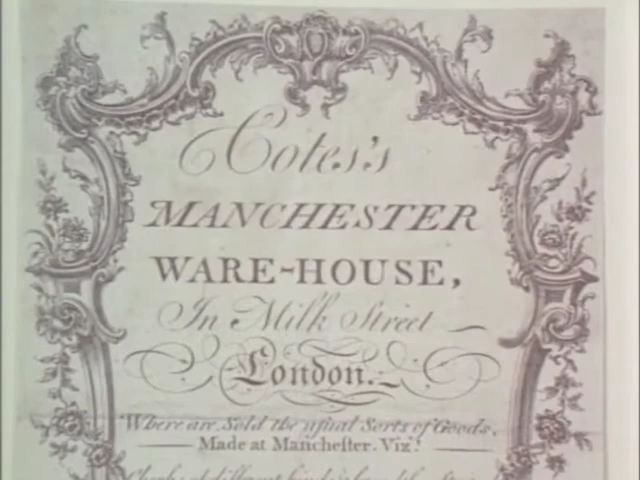 Cotes's
MANCHESTER
WARE-HOUSE,
In Milk Street
London.
Where are Sold the uſual Sorts of Goods,
Made at Mancheſter. Viz.